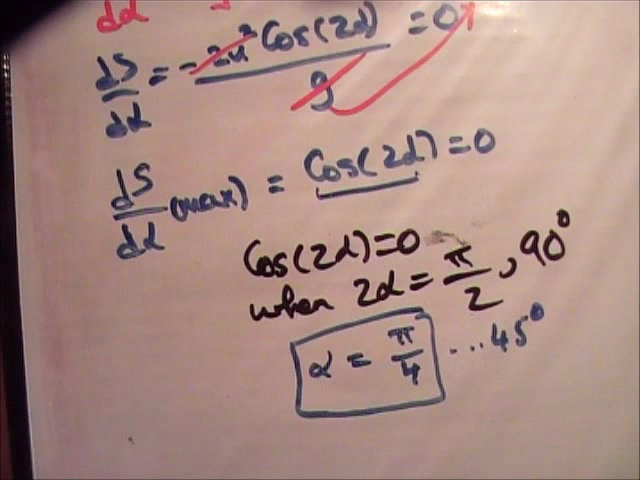 dα
dS/dα = -2u² Cos(2α)/g = 0
dS/dα (max) = Cos(2α) = 0
Cos(2α) = 0
when 2α = π/2, 90°
α = π/4 ...45°